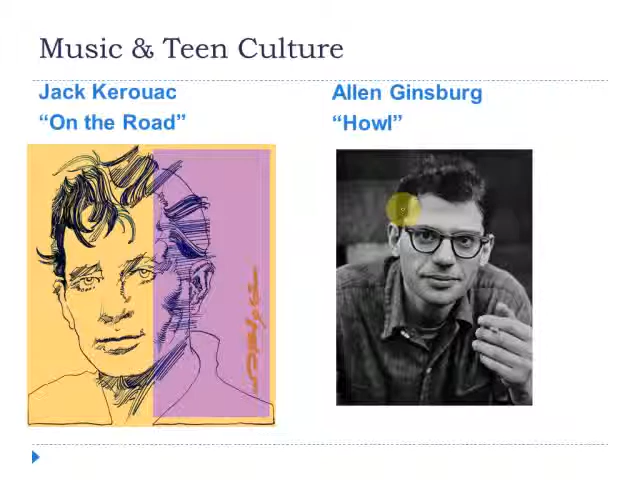 Music & Teen Culture
Jack Kerouac
“On the Road”
Allen Ginsburg
“Howl”